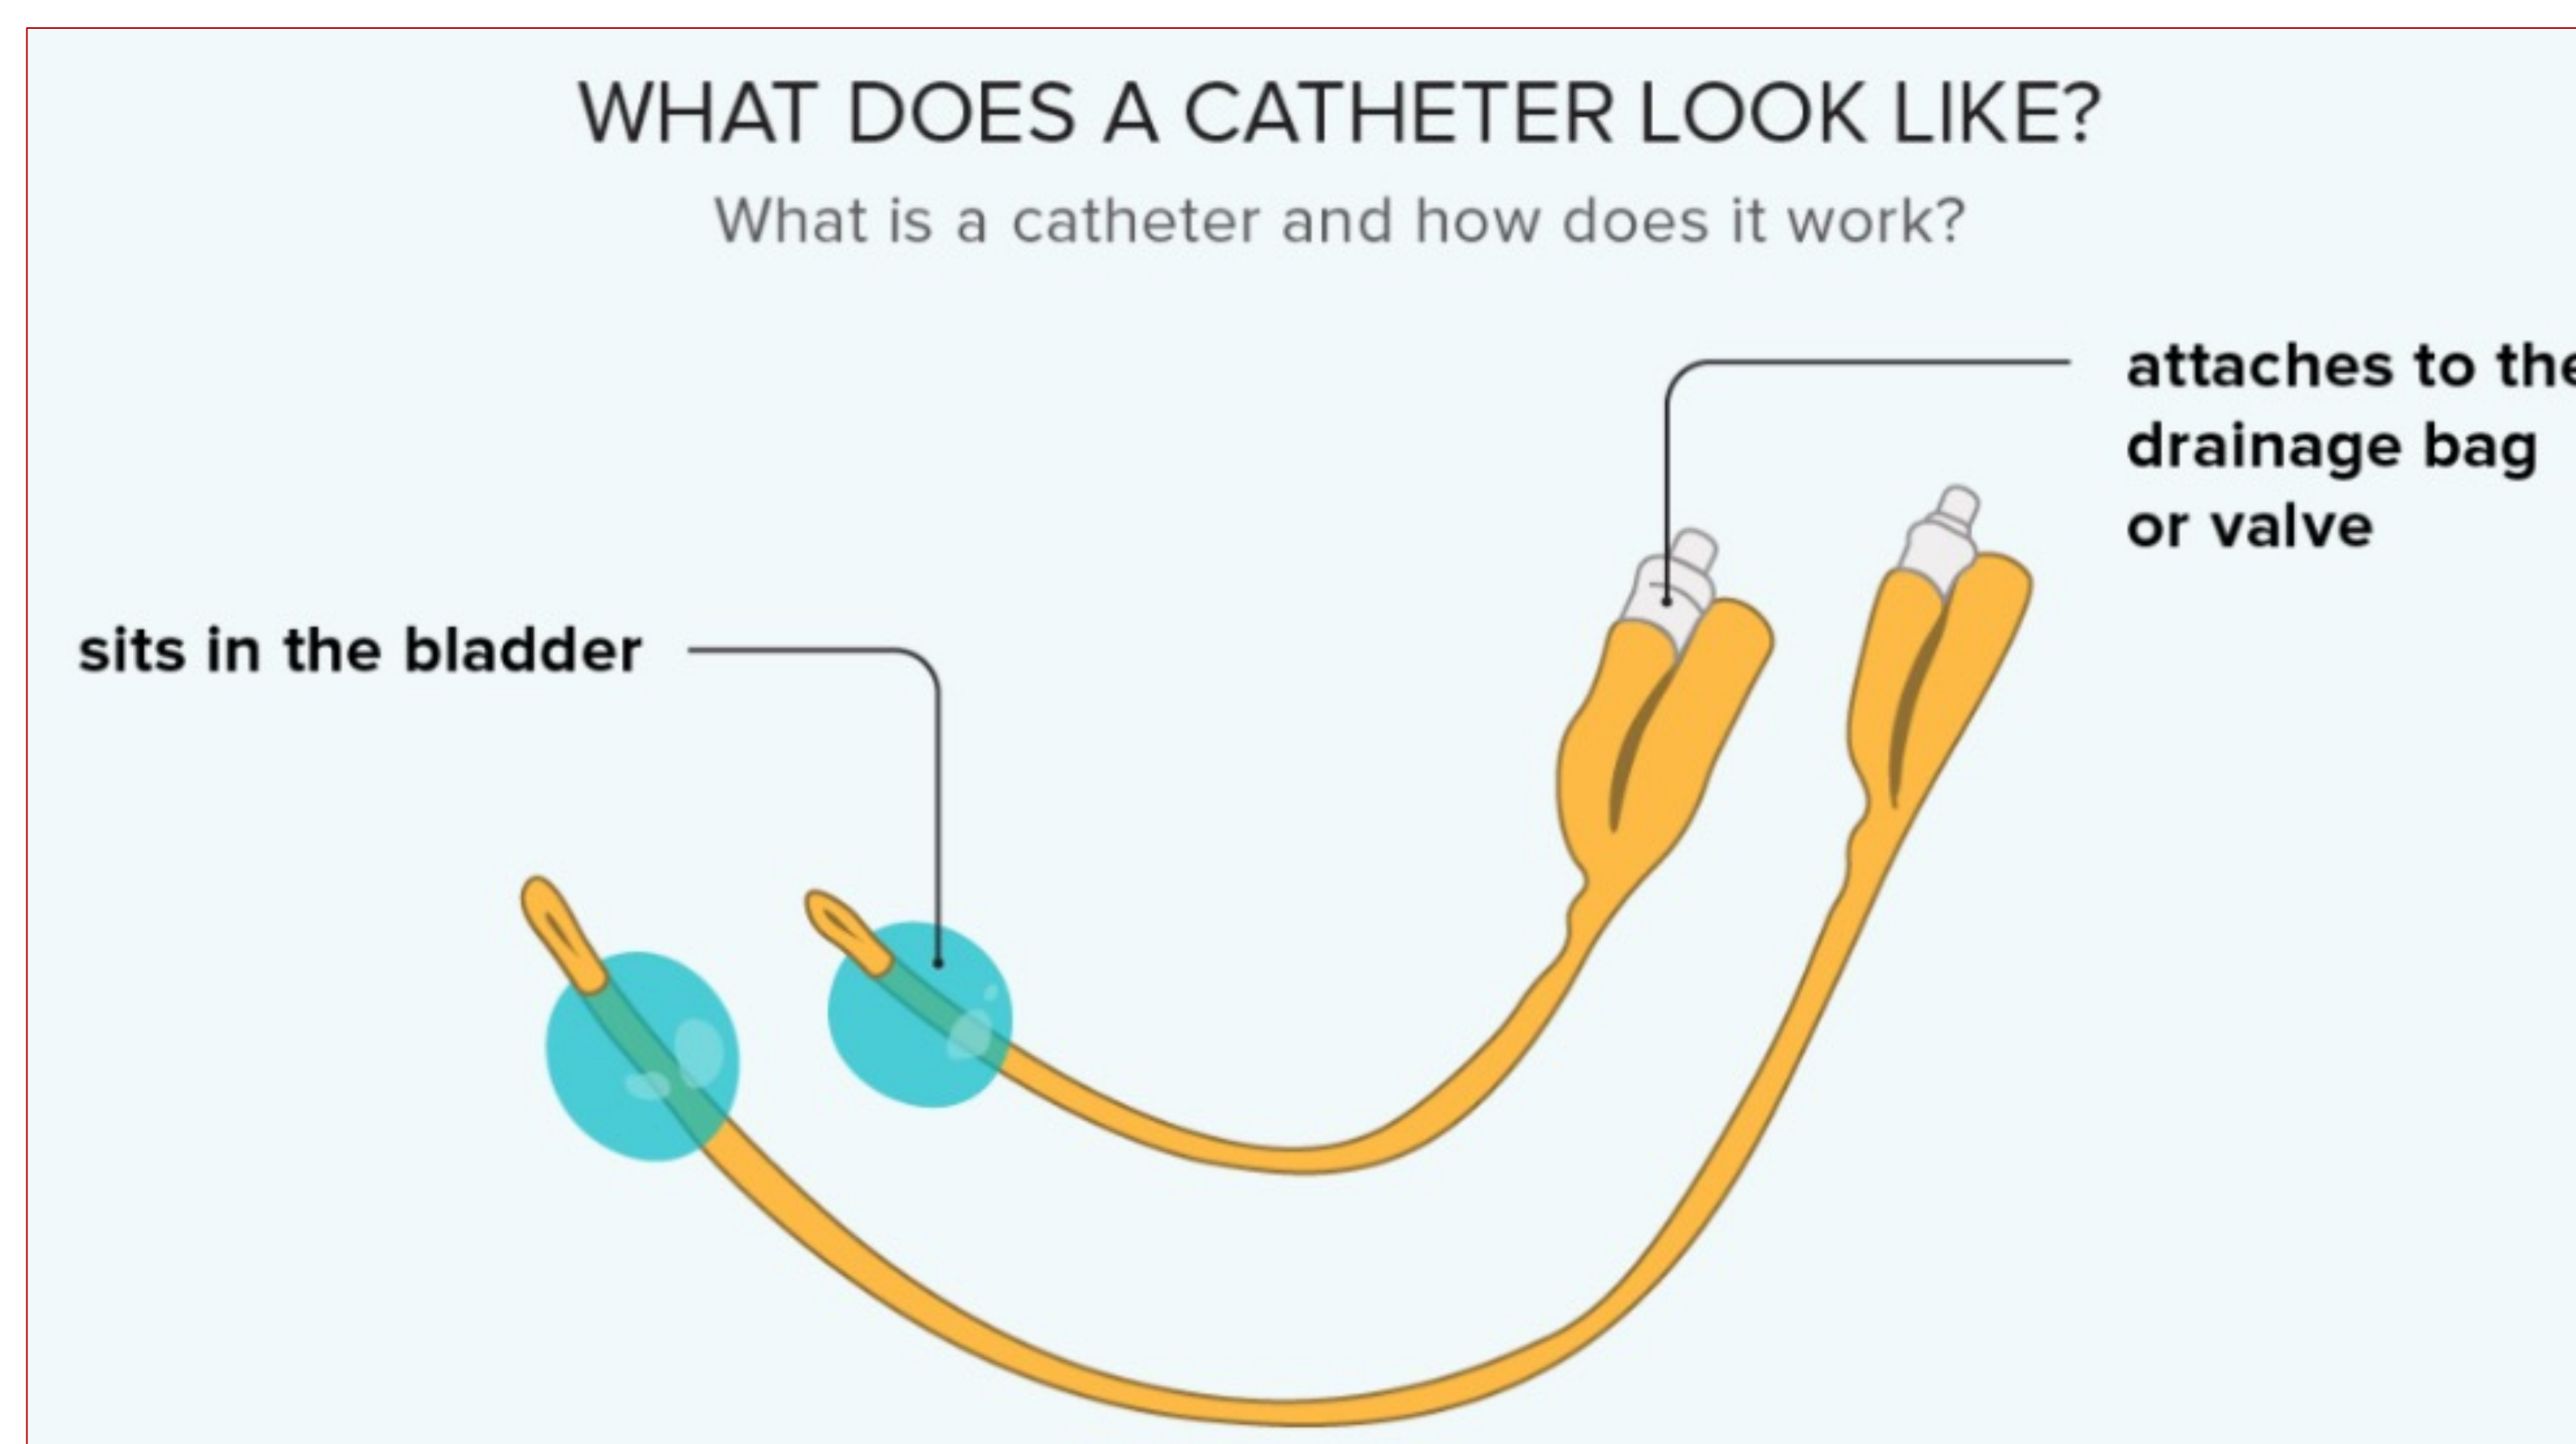 WHAT DOES A CATHETER LOOK LIKE?
What is a catheter and how does it work?
attaches to the
drainage bag
or valve
sits in the bladder